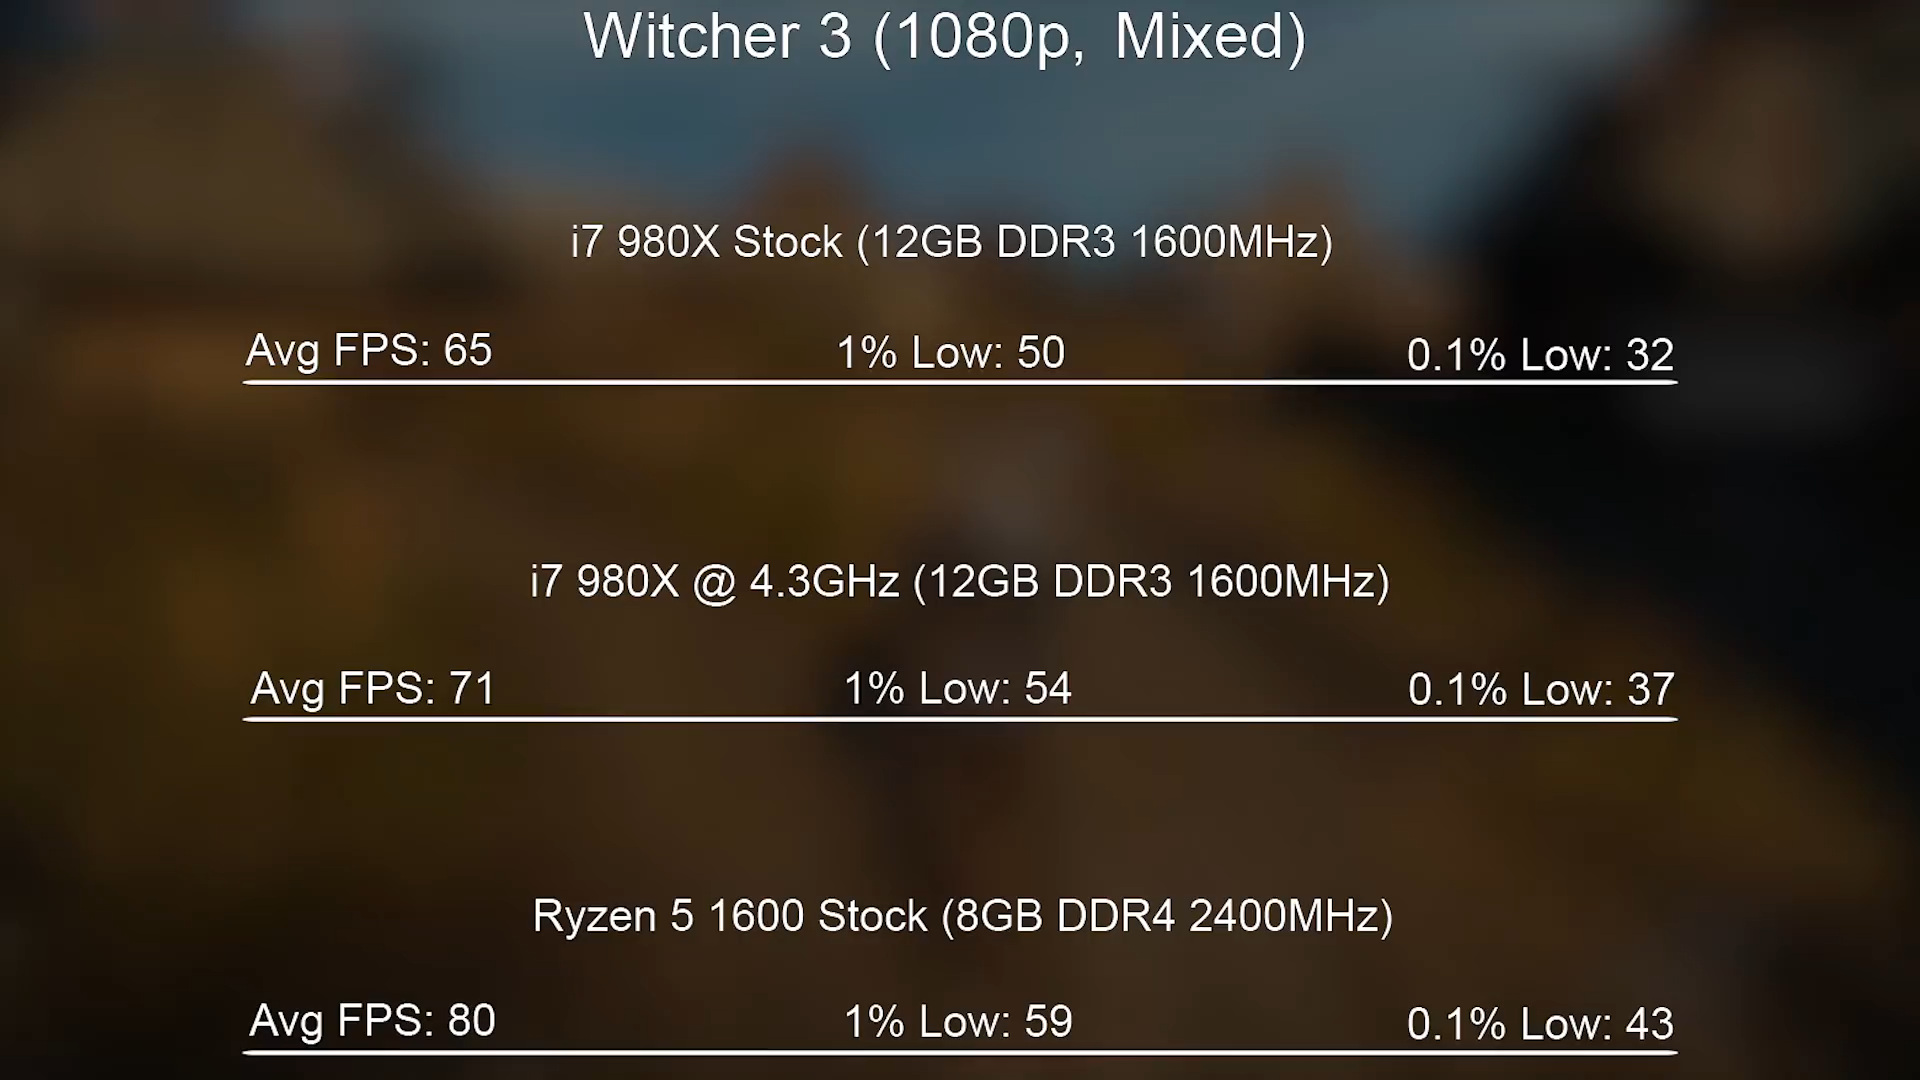 Witcher 3 (1080p, Mixed)
i7 980X Stock (12GB DDR3 1600MHz)
Avg FPS: 65 1% Low: 50 0.1% Low: 32
i7 980X @ 4.3GHz (12GB DDR3 1600MHz)
Avg FPS: 71 1% Low: 54 0.1% Low: 37
Ryzen 5 1600 Stock (8GB DDR4 2400MHz)
Avg FPS: 80 1% Low: 59 0.1% Low: 43